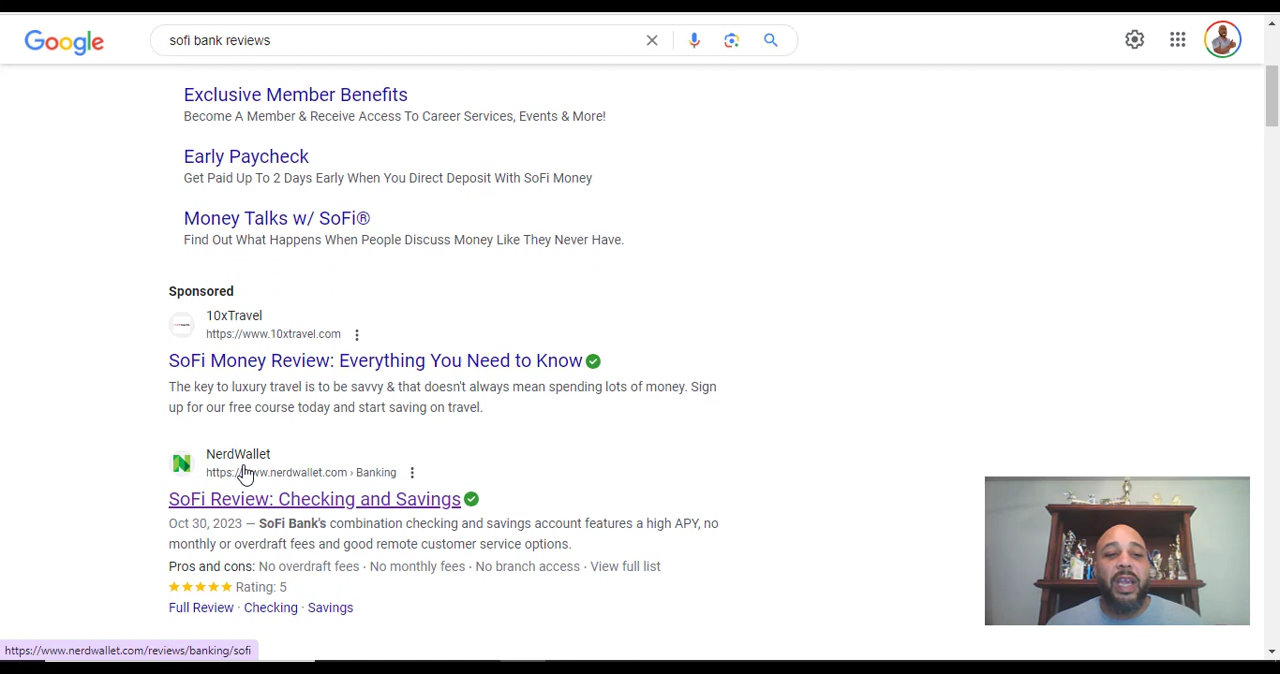 Google
sofi bank reviews
Exclusive Member Benefits
Become A Member & Receive Access To Career Services, Events & More!
Early Paycheck
Get Paid Up To 2 Days Early When You Direct Deposit With SoFi Money
Money Talks w/ SoFi®
Find Out What Happens When People Discuss Money Like They Never Have.
Sponsored
10xTravel
https://www.10xtravel.com
SoFi Money Review: Everything You Need to Know
The key to luxury travel is to be savvy & that doesn't always mean spending lots of money. Sign
up for our free course today and start saving on travel.
NerdWallet
https://www.nerdwallet.com › Banking
SoFi Review: Checking and Savings
Oct 30, 2023 — SoFi Bank's combination checking and savings account features a high APY, no
monthly or overdraft fees and good remote customer service options.
Pros and cons: No overdraft fees · No monthly fees · No branch access · View full list
Rating: 5
Full Review · Checking · Savings
https://www.nerdwallet.com/reviews/banking/sofi